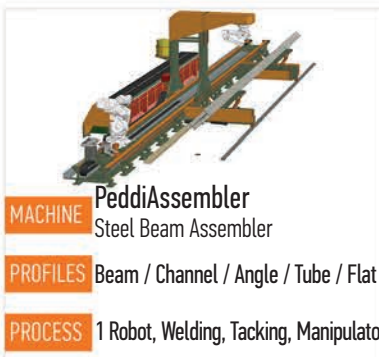 MACHINE PeddiAssembler
Steel Beam Assembler
PROFILES Beam / Channel / Angle / Tube / Flat
PROCESS 1 Robot, Welding, Tacking, Manipulato